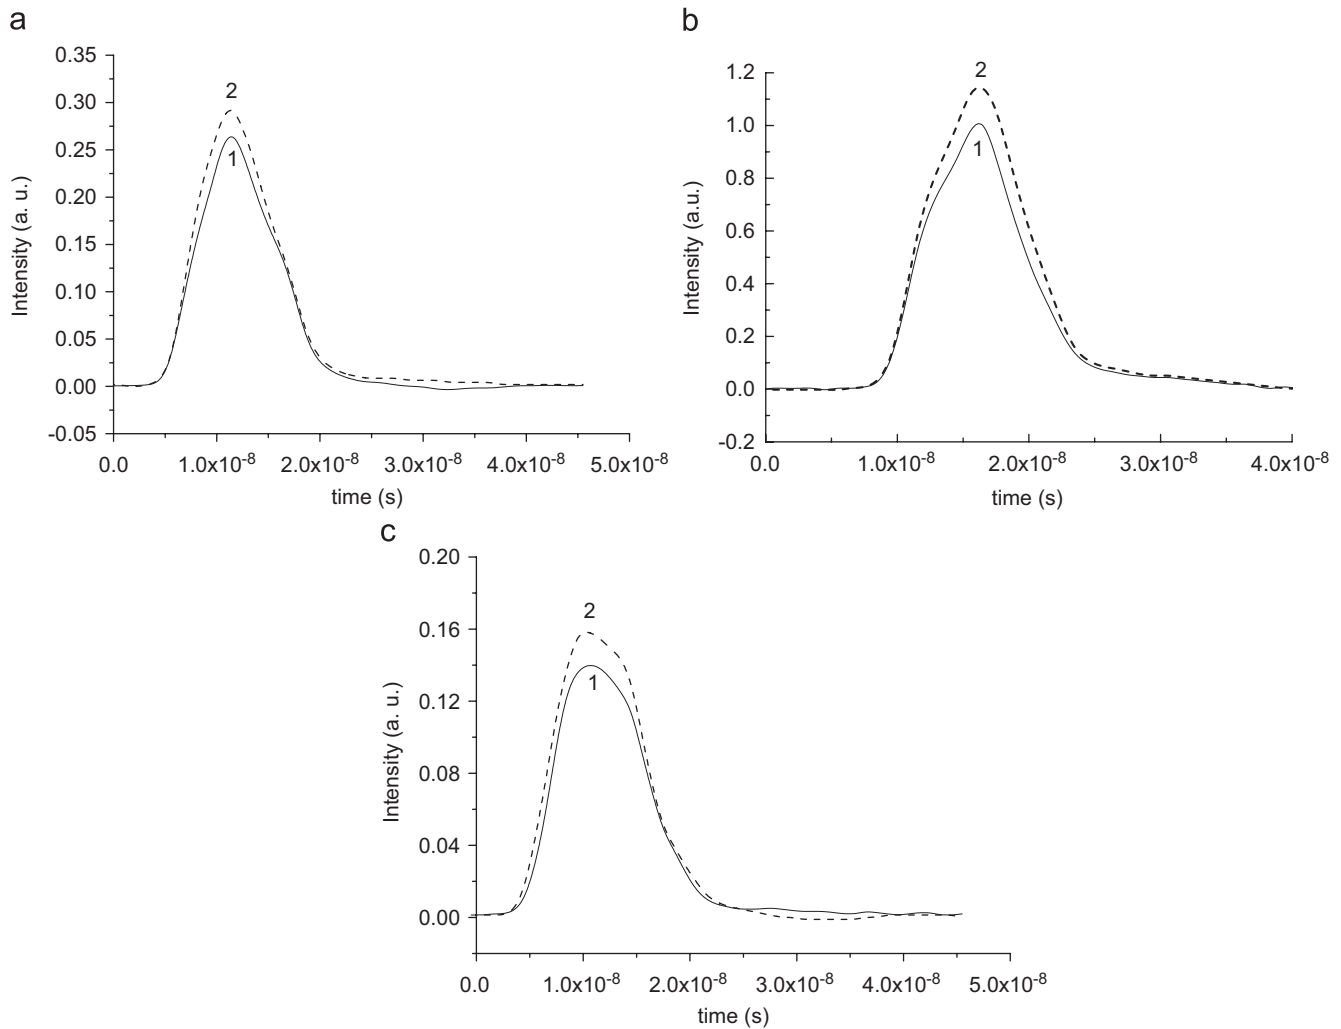 a
0.35
0.30
0.25
0.20
0.15
0.10
0.05
0.00
-0.05
Intensity (a. u.)
2
1
0.0 1.0x10⁻⁸ 2.0x10⁻⁸ 3.0x10⁻⁸ 4.0x10⁻⁸ 5.0x10⁻⁸
time (s)
b
1.2
1.0
0.8
0.6
0.4
0.2
0.0
-0.2
Intensity (a.u.)
2
1
0.0 1.0x10⁻⁸ 2.0x10⁻⁸ 3.0x10⁻⁸ 4.0x10⁻⁸
time (s)
c
0.20
0.16
0.12
0.08
0.04
0.00
Intensity (a. u.)
2
1
0.0 1.0x10⁻⁸ 2.0x10⁻⁸ 3.0x10⁻⁸ 4.0x10⁻⁸ 5.0x10⁻⁸
time (s)